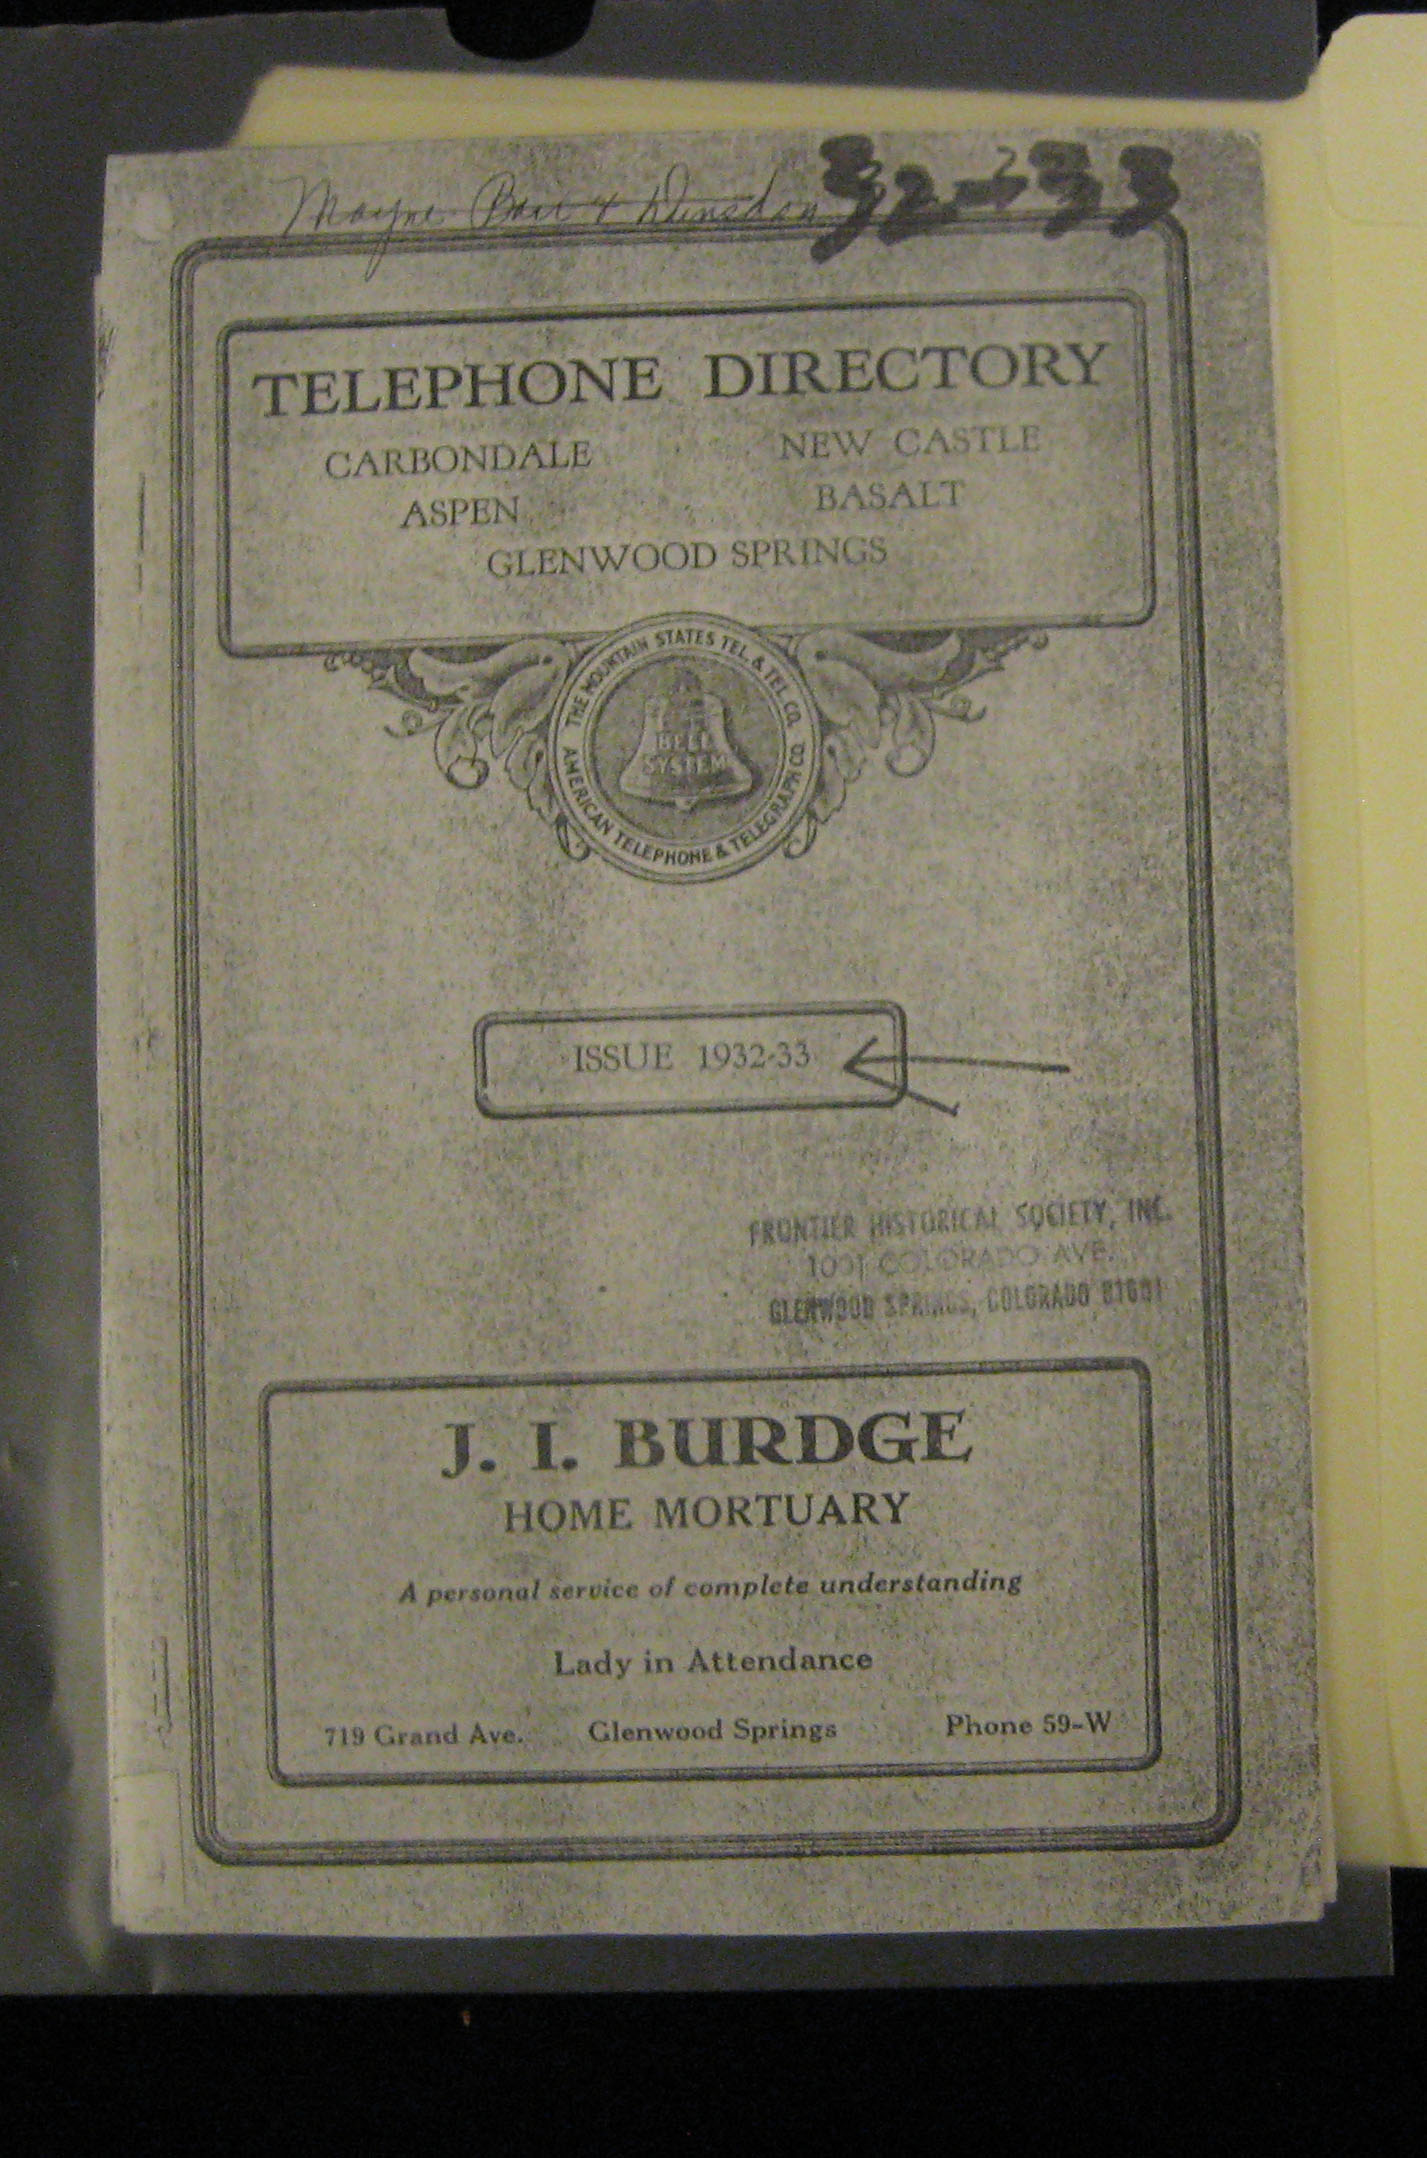 Mayne
32-33
TELEPHONE DIRECTORY
CARBONDALE NEW CASTLE
ASPEN BASALT
GLENWOOD SPRINGS
THE MOUNTAIN STATES TEL. & TEL. CO.
BELL
SYSTEM
AMERICAN TELEPHONE & TELEGRAPH CO.
ISSUE 1932-33
FRONTIER HISTORICAL SOCIETY, INC.
1001 COLORADO AVE.
GLENWOOD SPRINGS, COLORADO 81601
J. I. BURDGE
HOME MORTUARY
A personal service of complete understanding
Lady in Attendance
719 Grand Ave. Glenwood Springs Phone 59-W